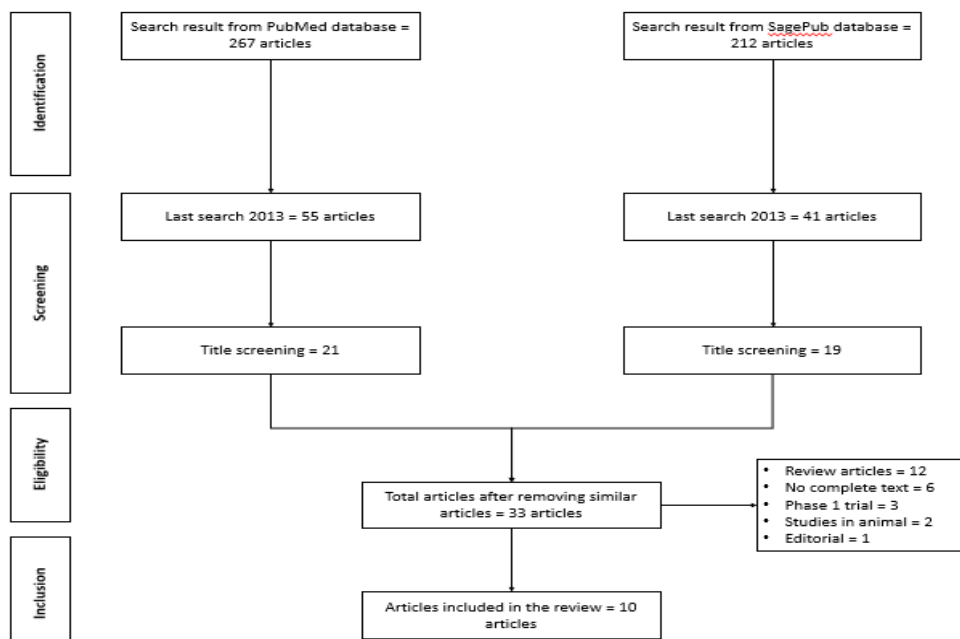 Identification
Search result from PubMed database =
267 articles
Search result from SagePub database =
212 articles
Screening
Last search 2013 = 55 articles
Last search 2013 = 41 articles
Title screening = 21
Title screening = 19
Eligibility
Total articles after removing similar
articles = 33 articles
• Review articles = 12
• No complete text = 6
• Phase 1 trial = 3
• Studies in animal = 2
• Editorial = 1
Inclusion
Articles included in the review = 10
articles